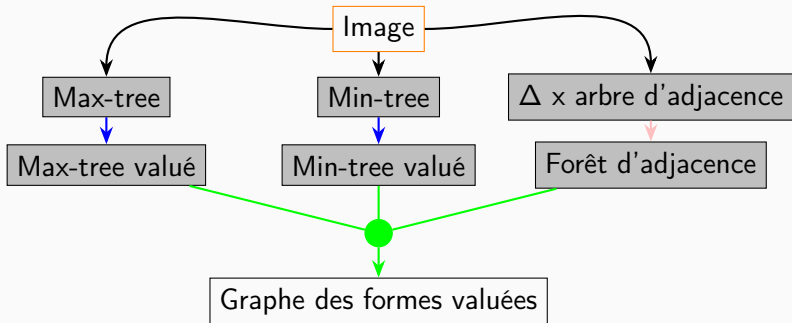 Image
Max-tree
Min-tree
Δ x arbre d'adjacence
Max-tree valué
Min-tree valué
Forêt d'adjacence
Graphe des formes valuées